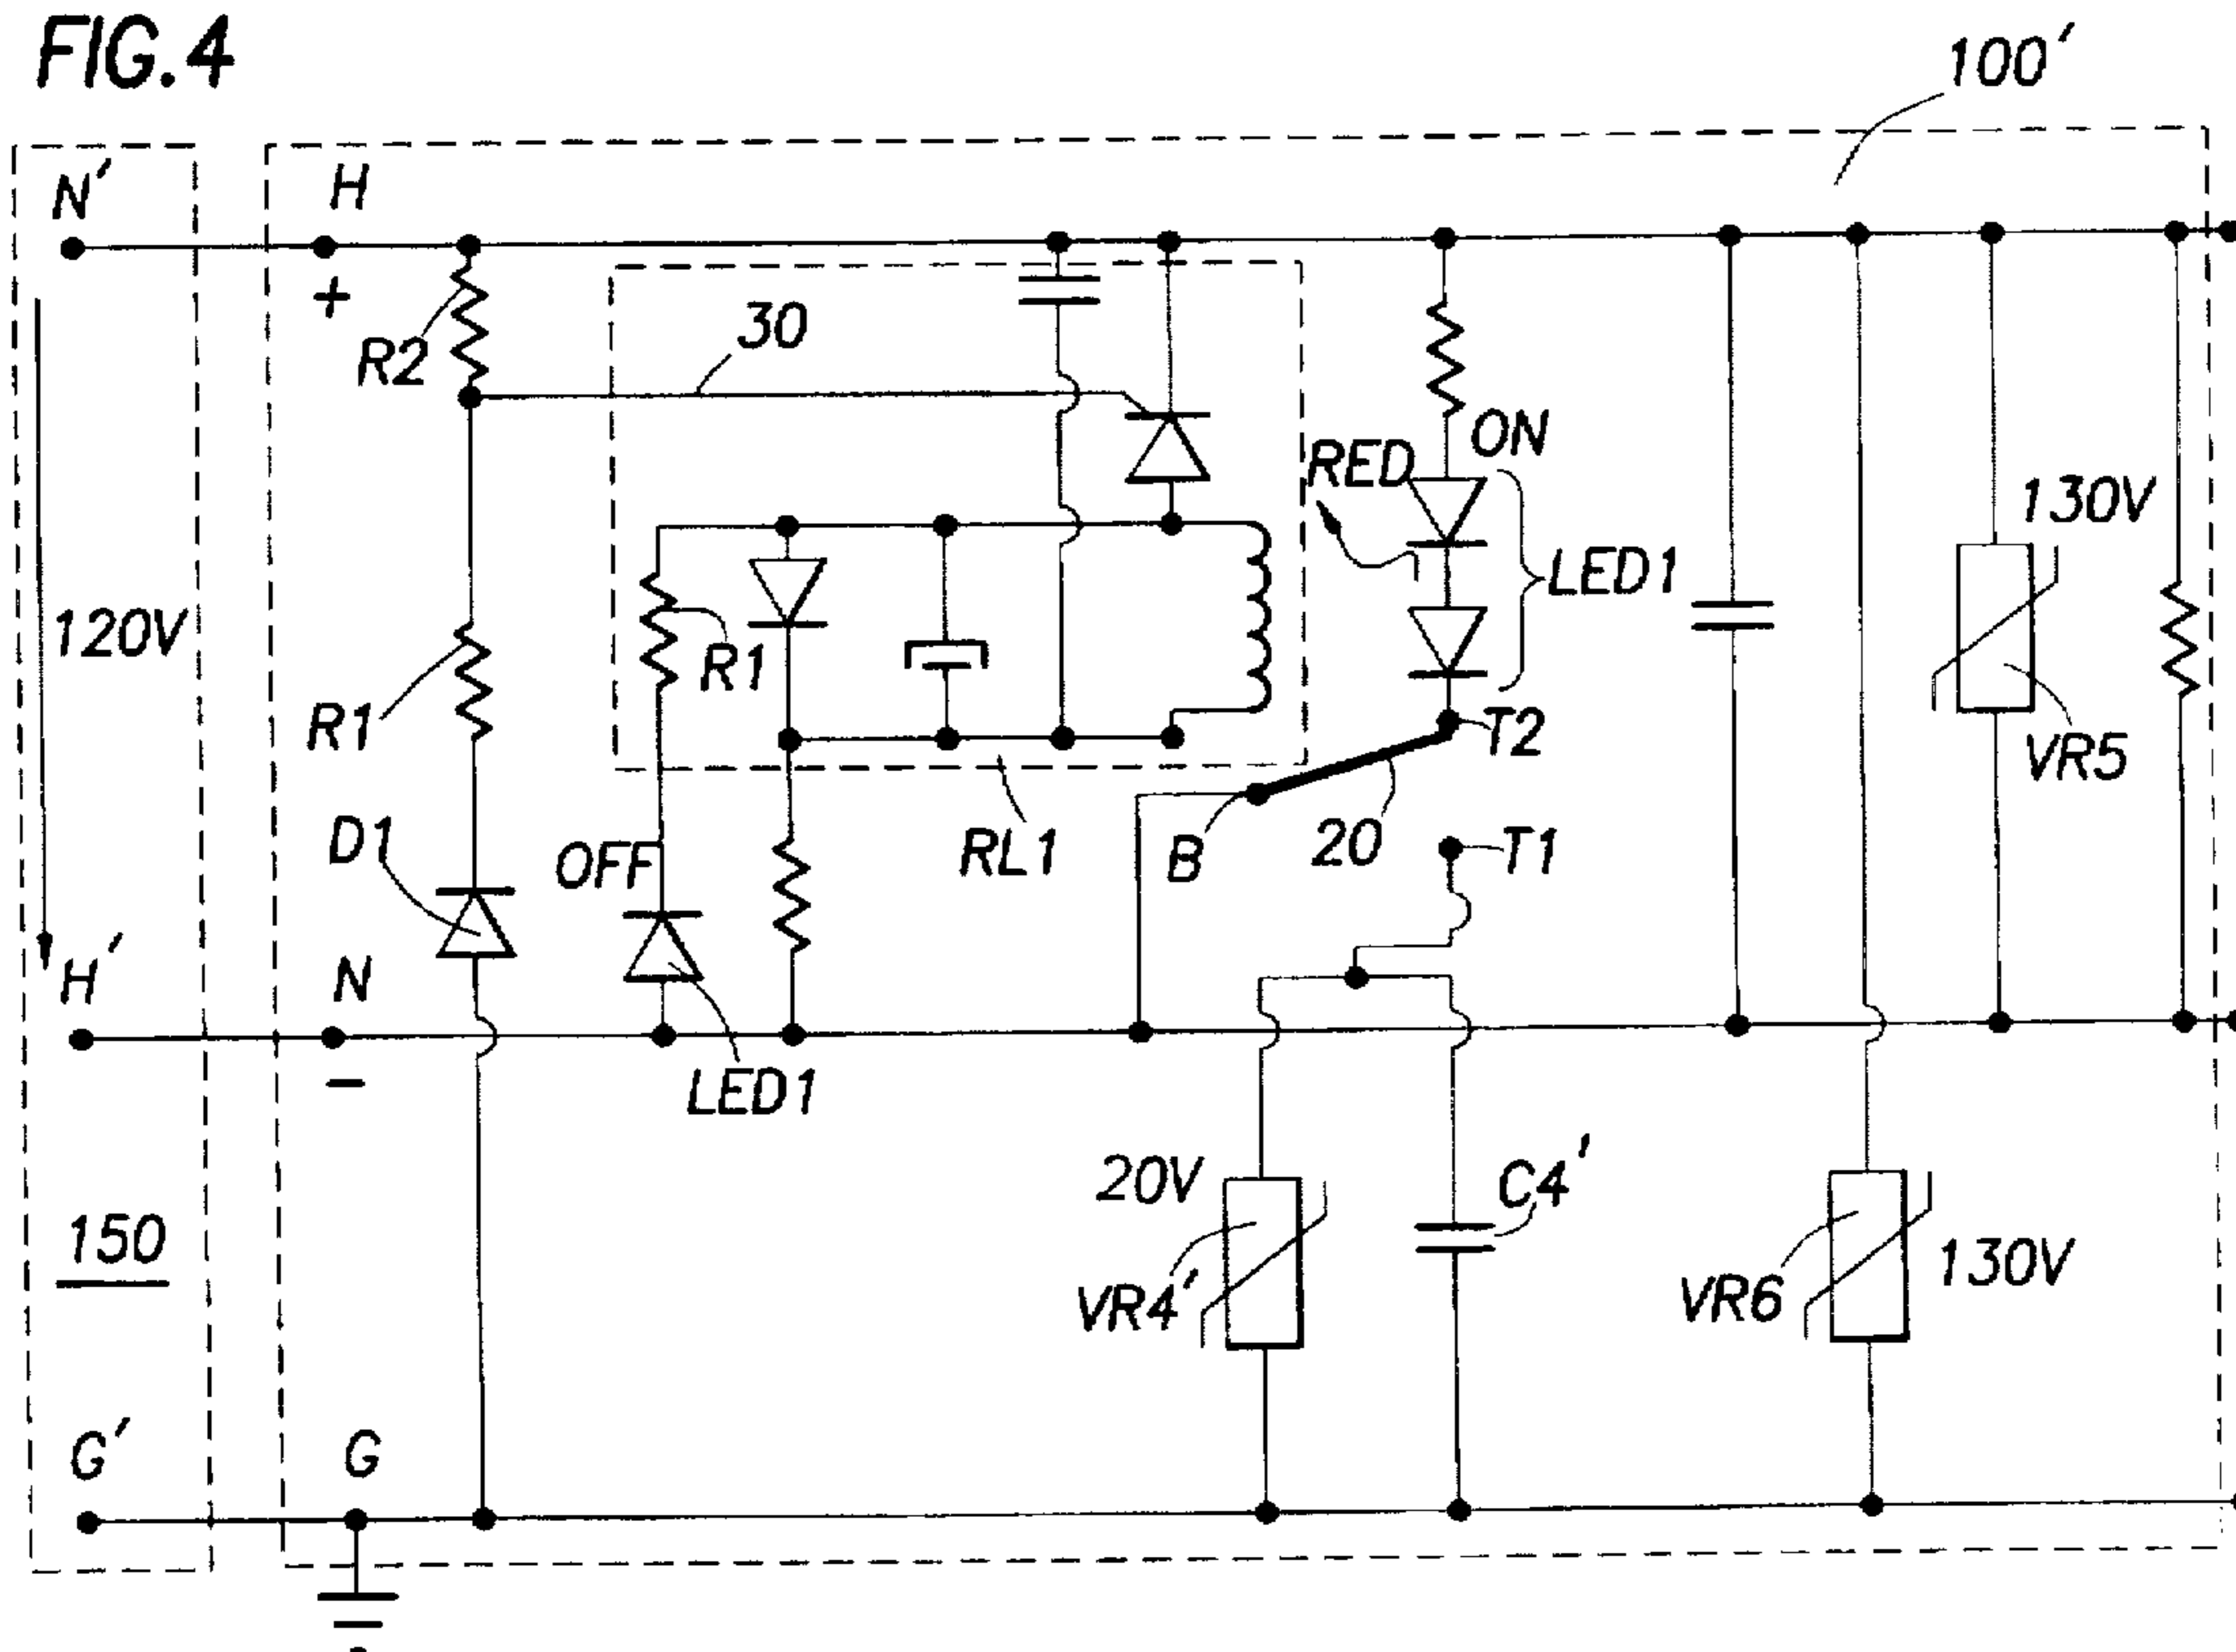 FIG.4
100'
N'
H
+
R2
30
ON
RED
LED1
130V
120V
R1
R1
T2
VR5
D1
OFF
RL1
B
20
T1
H'
N
−
LED1
20V
C4'
150
VR4'
VR6
130V
G'
G